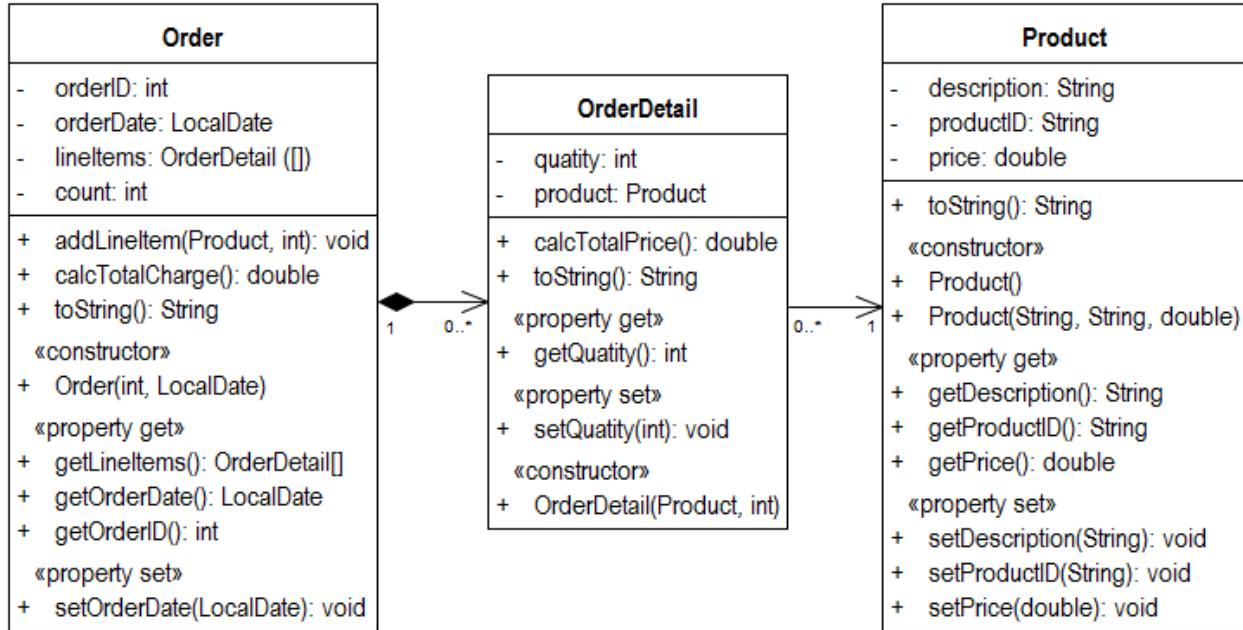 Order
- orderID: int
- orderDate: LocalDate
- lineItems: OrderDetail ([])
- count: int
+ addLineItem(Product, int): void
+ calcTotalCharge(): double
+ toString(): String
«constructor»
+ Order(int, LocalDate)
«property get»
+ getLineItems(): OrderDetail[]
+ getOrderDate(): LocalDate
+ getOrderID(): int
«property set»
+ setOrderDate(LocalDate): void
1
0..*
OrderDetail
- quatity: int
- product: Product
+ calcTotalPrice(): double
+ toString(): String
«property get»
+ getQuatity(): int
«property set»
+ setQuatity(int): void
«constructor»
+ OrderDetail(Product, int)
0..*
1
Product
- description: String
- productID: String
- price: double
+ toString(): String
«constructor»
+ Product()
+ Product(String, String, double)
«property get»
+ getDescription(): String
+ getProductID(): String
+ getPrice(): double
«property set»
+ setDescription(String): void
+ setProductID(String): void
+ setPrice(double): void